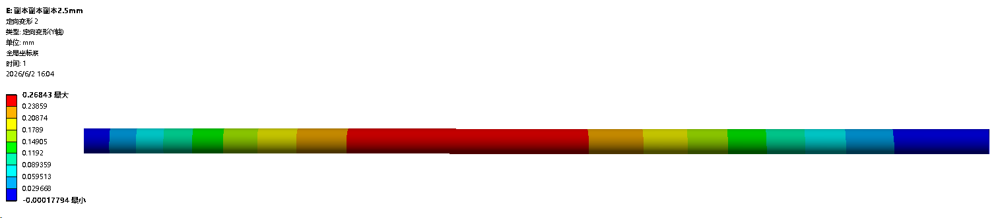 E: 副本副本副本2.5mm
定向变形 2
类型: 定向变形(Y轴)
单位: mm
全局坐标系
时间: 1
2026/6/2 16:04
0.26843 最大
0.23859
0.20874
0.1789
0.14905
0.1192
0.089359
0.059513
0.029668
-0.00017794 最小